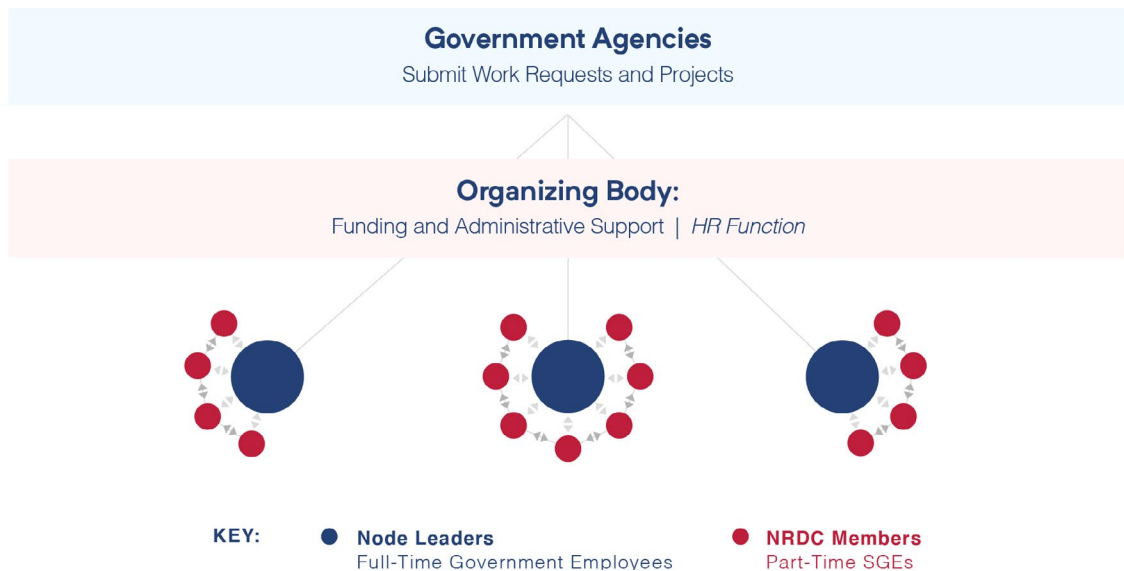 Government Agencies
Submit Work Requests and Projects
Organizing Body:
Funding and Administrative Support | HR Function
KEY:
Node Leaders
Full-Time Government Employees
NRDC Members
Part-Time SGEs